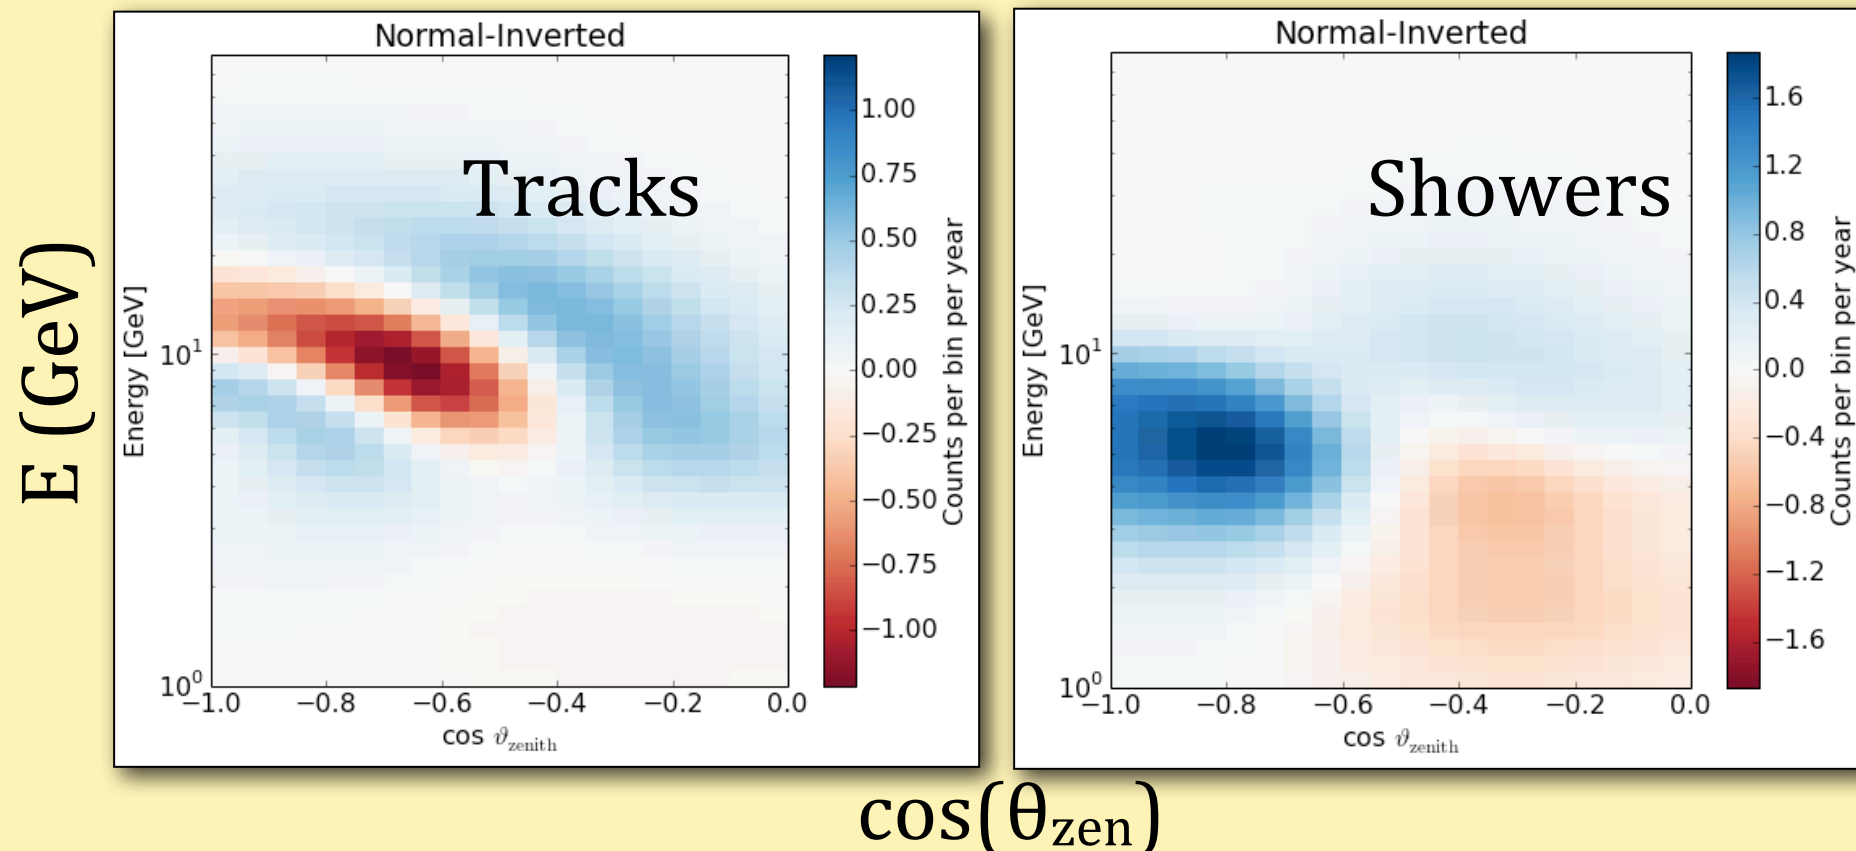 Normal-Inverted
Tracks
E (GeV)
Energy [GeV]
10¹
10⁰
−1.0 −0.8 −0.6 −0.4 −0.2 0.0
cos ϑzenith
1.00
0.75
0.50
0.25
0.00
−0.25
−0.50
−0.75
−1.00
Counts per bin per year
Normal-Inverted
Showers
Energy [GeV]
10¹
10⁰
−1.0 −0.8 −0.6 −0.4 −0.2 0.0
cos ϑzenith
1.6
1.2
0.8
0.4
0.0
−0.4
−0.8
−1.2
−1.6
Counts per bin per year
cos(θzen)